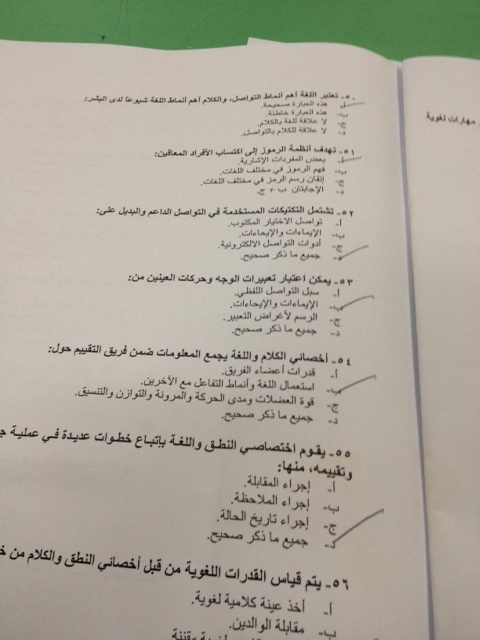 ٥٠- تعتبر اللغة أهم أنماط التواصل، والكلام أهم أنماط اللغة شيوعاً لدى البشر:
أ- هذه العبارة صحيحة.
ب- هذه العبارة خاطئة.
ج- لا علاقة للغة بالكلام.
د- لا علاقة للكلام بالتواصل.
٥١- تهدف أنظمة الرموز إلى اكتساب الأفراد المعاقين:
أ- بعض المفردات الإشارية.
ب- فهم الرموز في مختلف اللغات.
ج- إتقان رسم الرمز في مختلف اللغات.
د- الإجابتان ب + ج.
٥٢- تشتمل التكتيكات المستخدمة في التواصل الداعم والبديل على:
أ- تواصل الاختيار المكتوب.
ب- الإيماءات والإيحاءات.
ج- أدوات التواصل الالكترونية.
د- جميع ما ذكر صحيح.
٥٣- يمكن اعتبار تعبيرات الوجه وحركات العينين من:
أ- سبل التواصل اللفظي.
ب- الإيماءات والإيحاءات.
ج- الرسم لأغراض التعبير.
د- جميع ما ذكر صحيح.
٥٤- أخصائي الكلام واللغة يجمع المعلومات ضمن فريق التقييم حول:
أ- قدرات أعضاء الفريق.
ب- استعمال اللغة وأنماط التفاعل مع الآخرين.
ج- قوة العضلات ومدى الحركة والمرونة والتوازن والتنسيق.
د- جميع ما ذكر صحيح.
٥٥- يقوم اختصاصي النطق واللغة بإتباع خطوات عديدة في عملية
وتقييمه، منها:
أ- إجراء المقابلة.
ب- إجراء الملاحظة.
ج- إجراء تاريخ الحالة.
د- جميع ما ذكر صحيح.
٥٦- يتم قياس القدرات اللغوية من قبل أخصائي النطق والكلام من
أ- أخذ عينة كلامية لغوية.
ب- مقابلة الوالدين.
مهارات لغوية